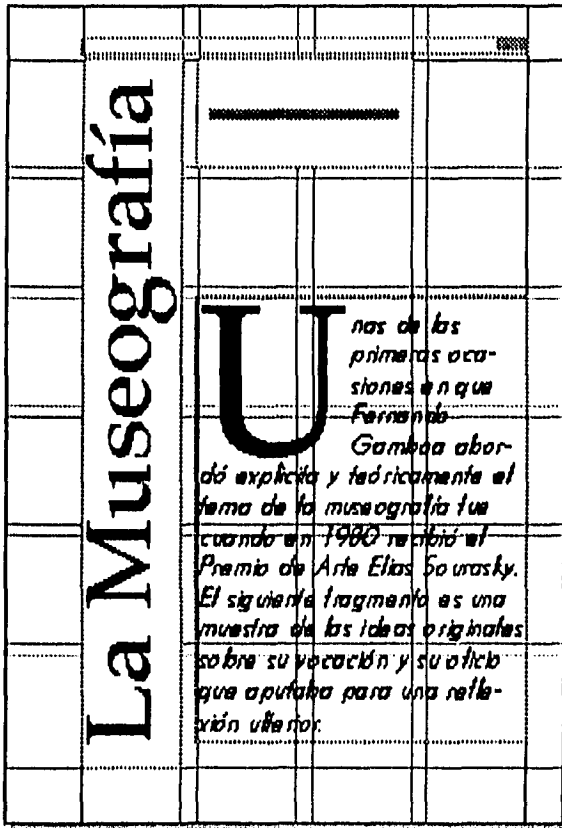 La Museografía
Unas de las
primeras oca-
siones en que
Fernando
Gamboa abor-
dó explícita y teóricamente el
tema de la museografía fue
cuando en 1980 recibió el
Premio de Arte Elías Sourasky.
El siguiente fragmento es una
muestra de las ideas originales
sobre su vocación y su oficio
que aputaba para una refle-
xión ulterior.